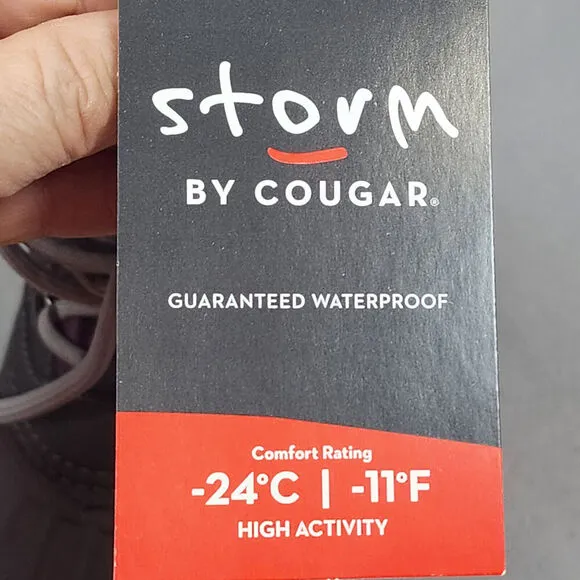 storm
BY COUGAR®
GUARANTEED WATERPROOF
Comfort Rating
-24°C | -11°F
HIGH ACTIVITY